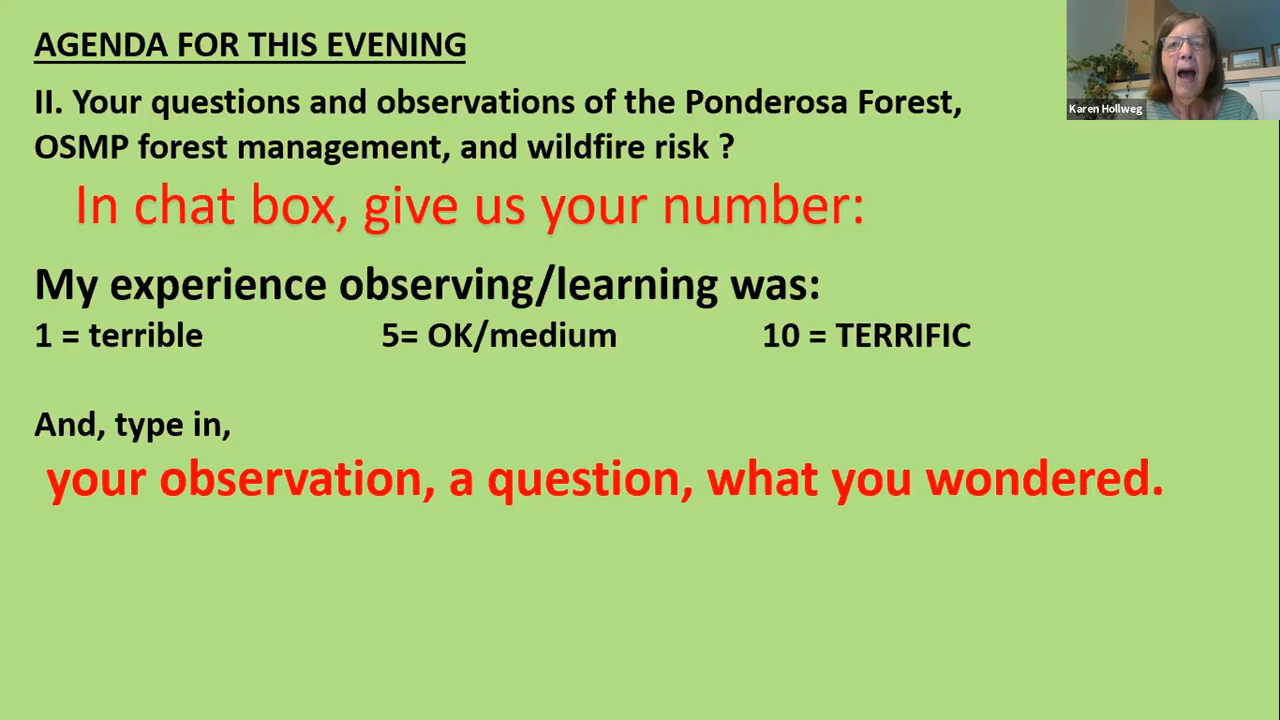 AGENDA FOR THIS EVENING
II. Your questions and observations of the Ponderosa Forest,
OSMP forest management, and wildfire risk ?
In chat box, give us your number:
My experience observing/learning was:
1 = terrible 5= OK/medium 10 = TERRIFIC
And, type in,
your observation, a question, what you wondered.
Karen Hollweg